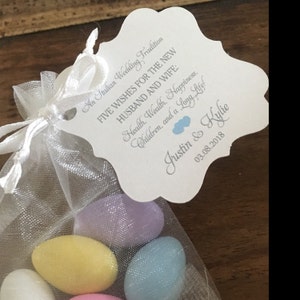 An Italian Wedding Tradition
FIVE WISHES FOR THE NEW
HUSBAND AND WIFE
Health, Wealth, Happiness,
Children, and a Long Life!
Justin & Kylie
03.08.2018